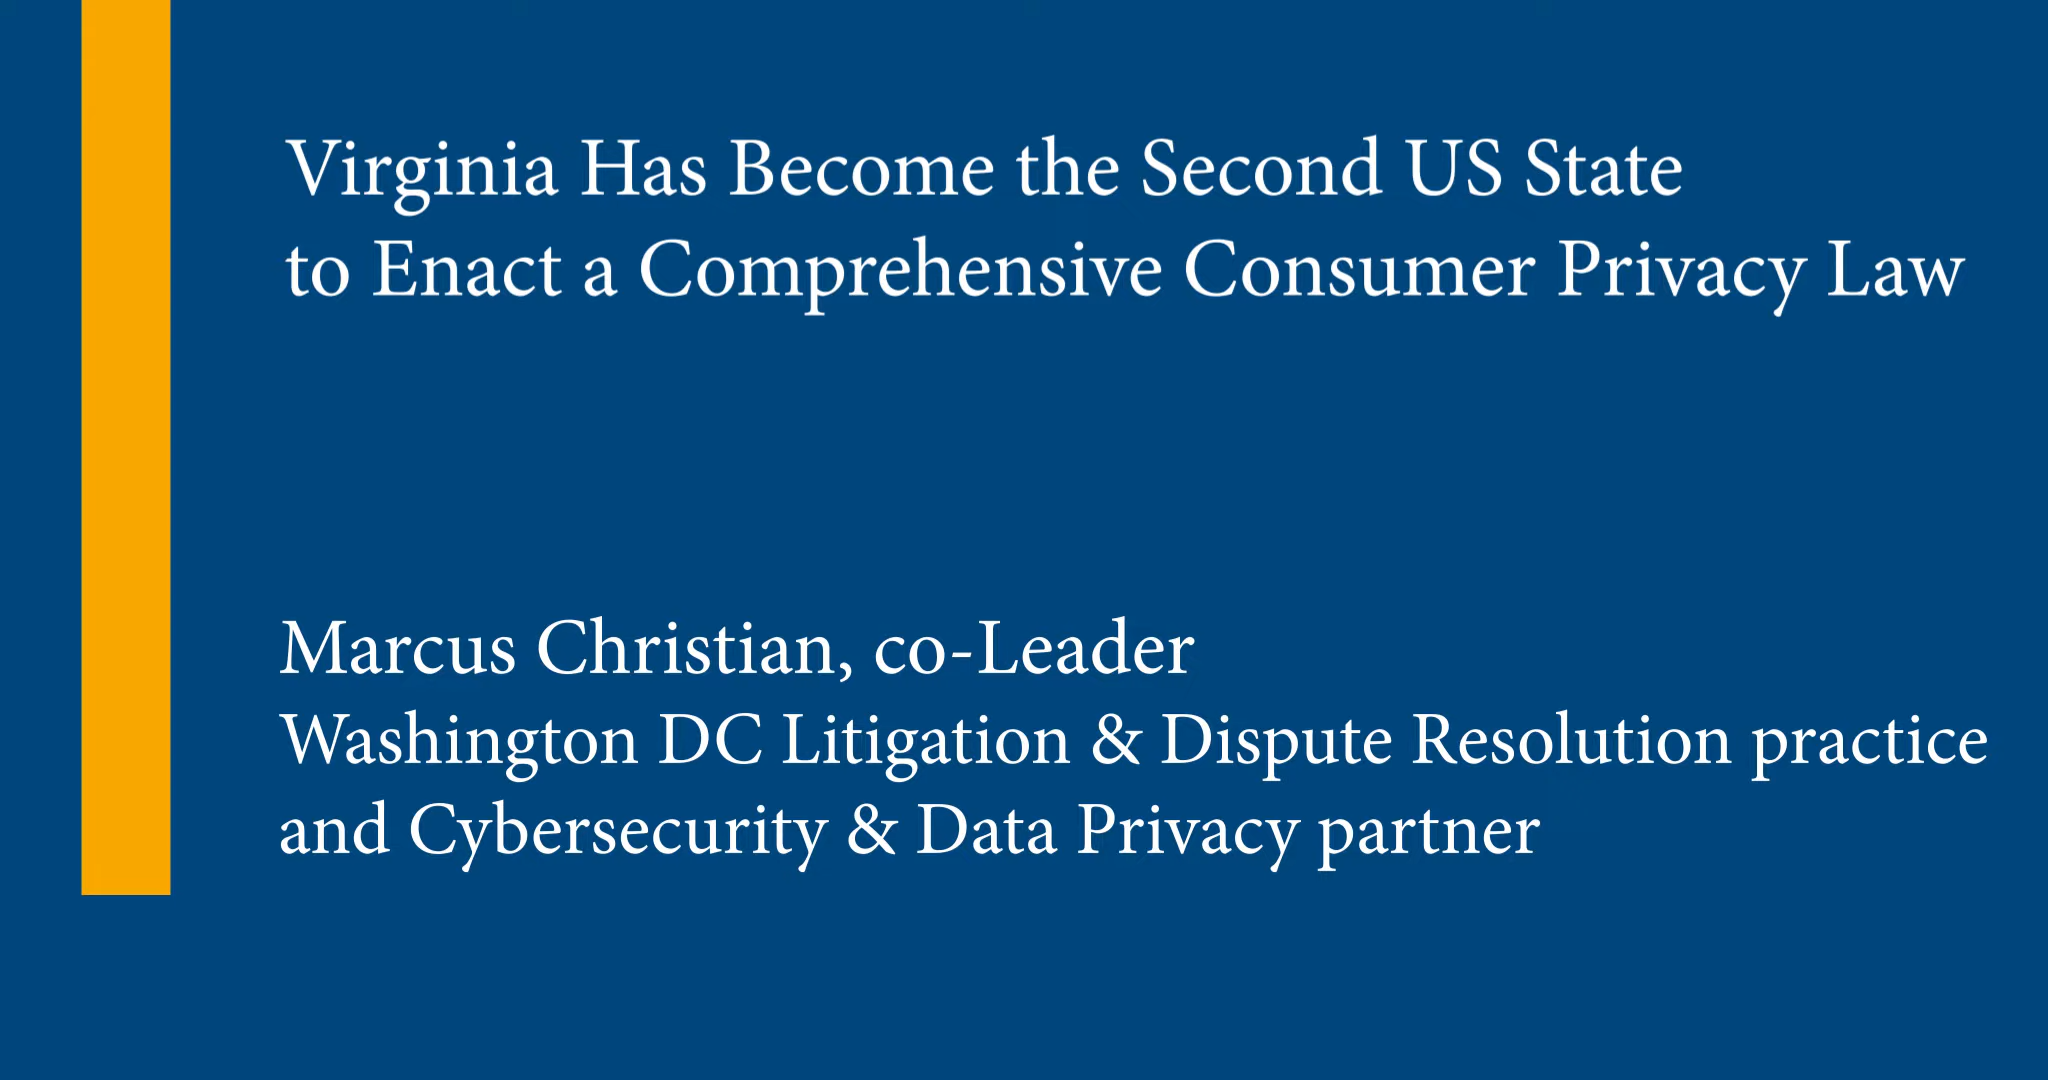 Virginia Has Become the Second US State
to Enact a Comprehensive Consumer Privacy Law
Marcus Christian, co-Leader
Washington DC Litigation & Dispute Resolution practice
and Cybersecurity & Data Privacy partner